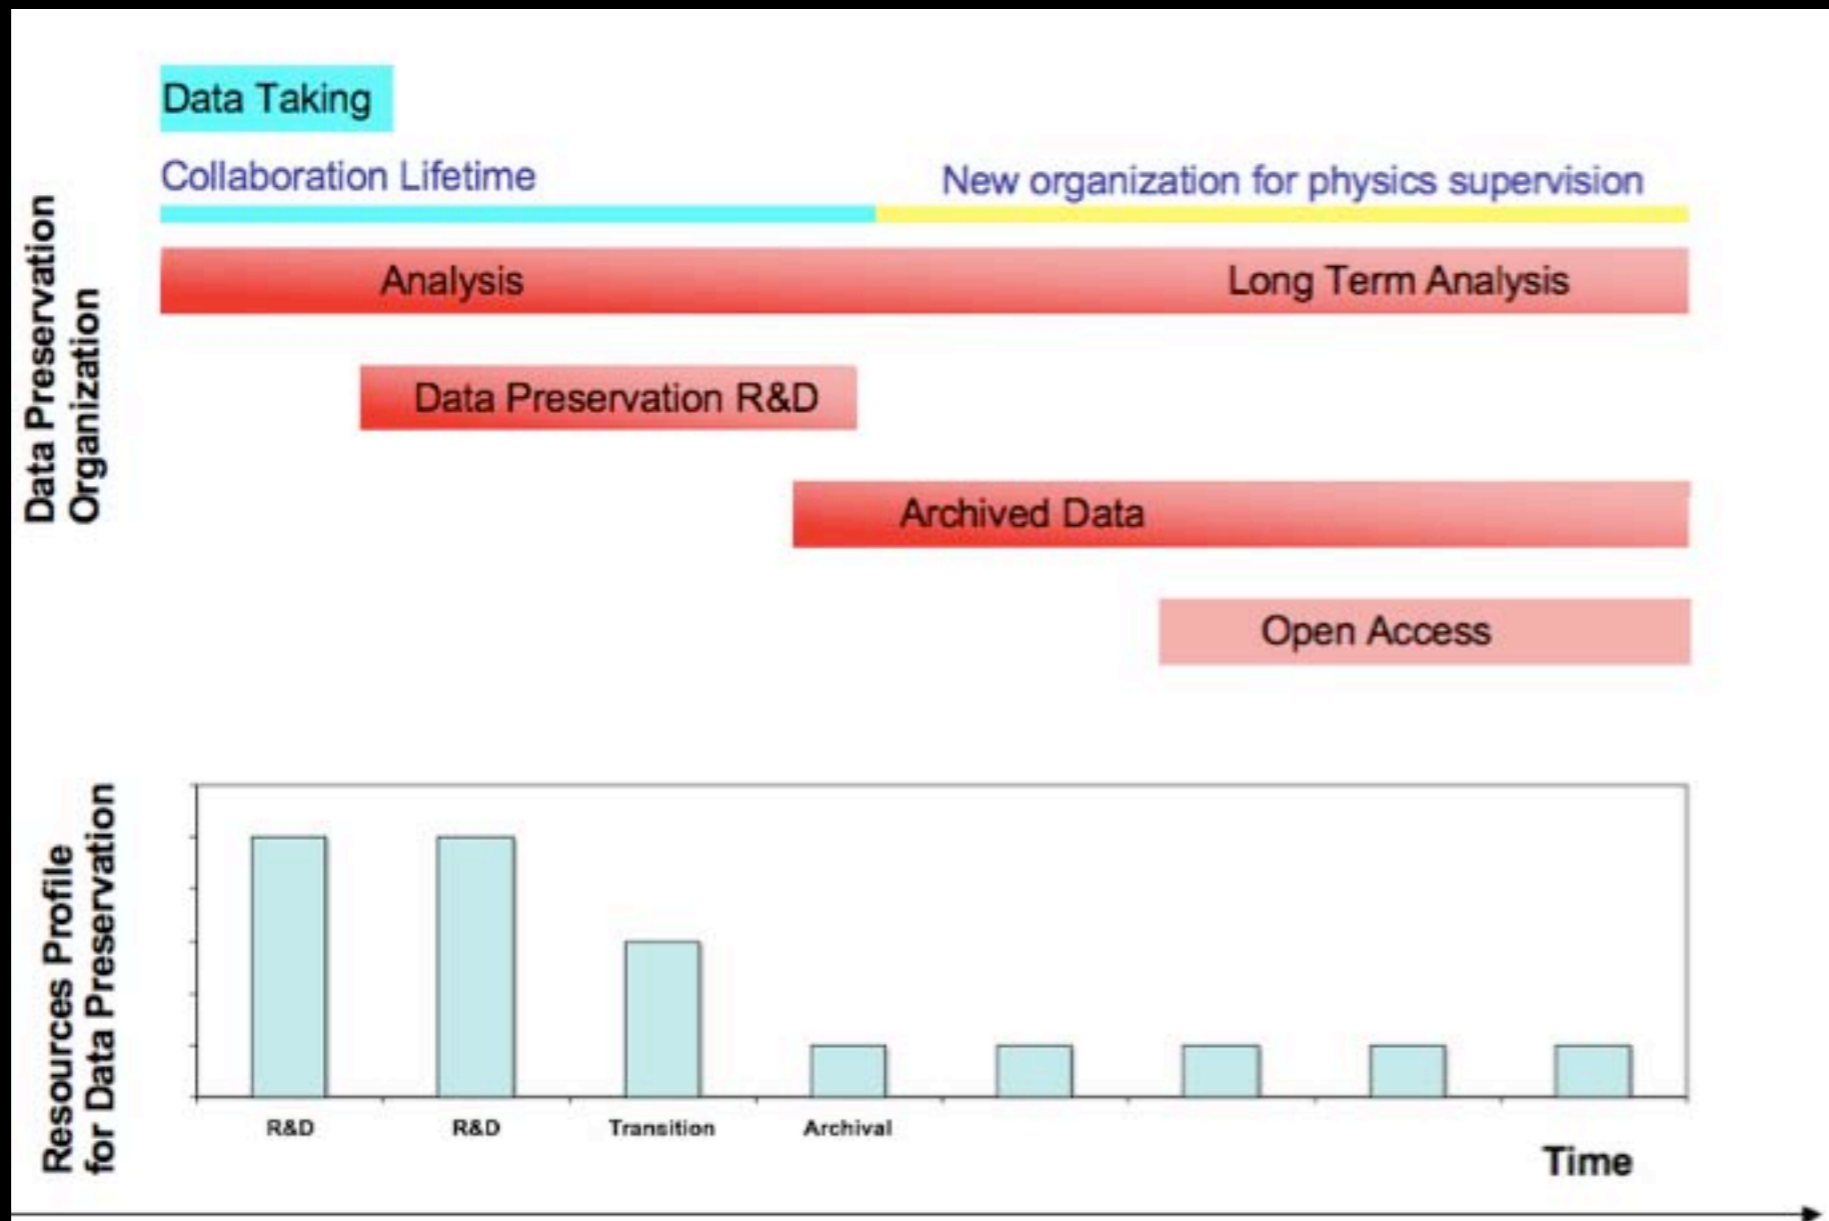 Data Taking
Collaboration Lifetime
New organization for physics supervision
Data Preservation
Organization
Analysis
Long Term Analysis
Data Preservation R&D
Archived Data
Open Access
Resources Profile
for Data Preservation
R&D
R&D
Transition
Archival
Time